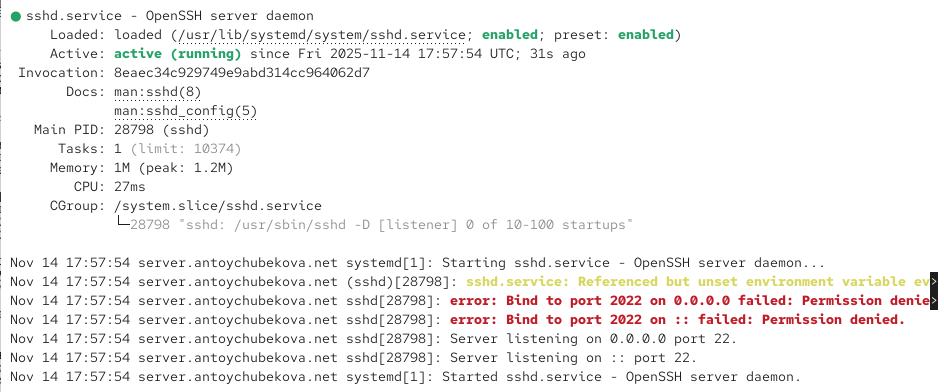 ● sshd.service - OpenSSH server daemon
Loaded: loaded (/usr/lib/systemd/system/sshd.service; enabled; preset: enabled)
Active: active (running) since Fri 2025-11-14 17:57:54 UTC; 31s ago
Invocation: 8eaec34c929749e9abd314cc964062d7
Docs: man:sshd(8)
man:sshd_config(5)
Main PID: 28798 (sshd)
Tasks: 1 (limit: 10374)
Memory: 1M (peak: 1.2M)
CPU: 27ms
CGroup: /system.slice/sshd.service
└─28798 "sshd: /usr/sbin/sshd -D [listener] 0 of 10-100 startups"
Nov 14 17:57:54 server.antoychubekova.net systemd[1]: Starting sshd.service - OpenSSH server daemon...
Nov 14 17:57:54 server.antoychubekova.net (sshd)[28798]: sshd.service: Referenced but unset environment variable ev>
Nov 14 17:57:54 server.antoychubekova.net sshd[28798]: error: Bind to port 2022 on 0.0.0.0 failed: Permission denie>
Nov 14 17:57:54 server.antoychubekova.net sshd[28798]: error: Bind to port 2022 on :: failed: Permission denied.
Nov 14 17:57:54 server.antoychubekova.net sshd[28798]: Server listening on 0.0.0.0 port 22.
Nov 14 17:57:54 server.antoychubekova.net sshd[28798]: Server listening on :: port 22.
Nov 14 17:57:54 server.antoychubekova.net systemd[1]: Started sshd.service - OpenSSH server daemon.